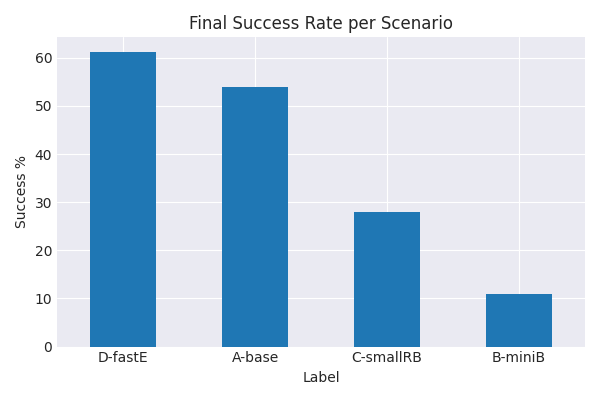 Final Success Rate per Scenario
Success %
60
50
40
30
20
10
0
D-fastE A-base C-smallRB B-miniB
Label